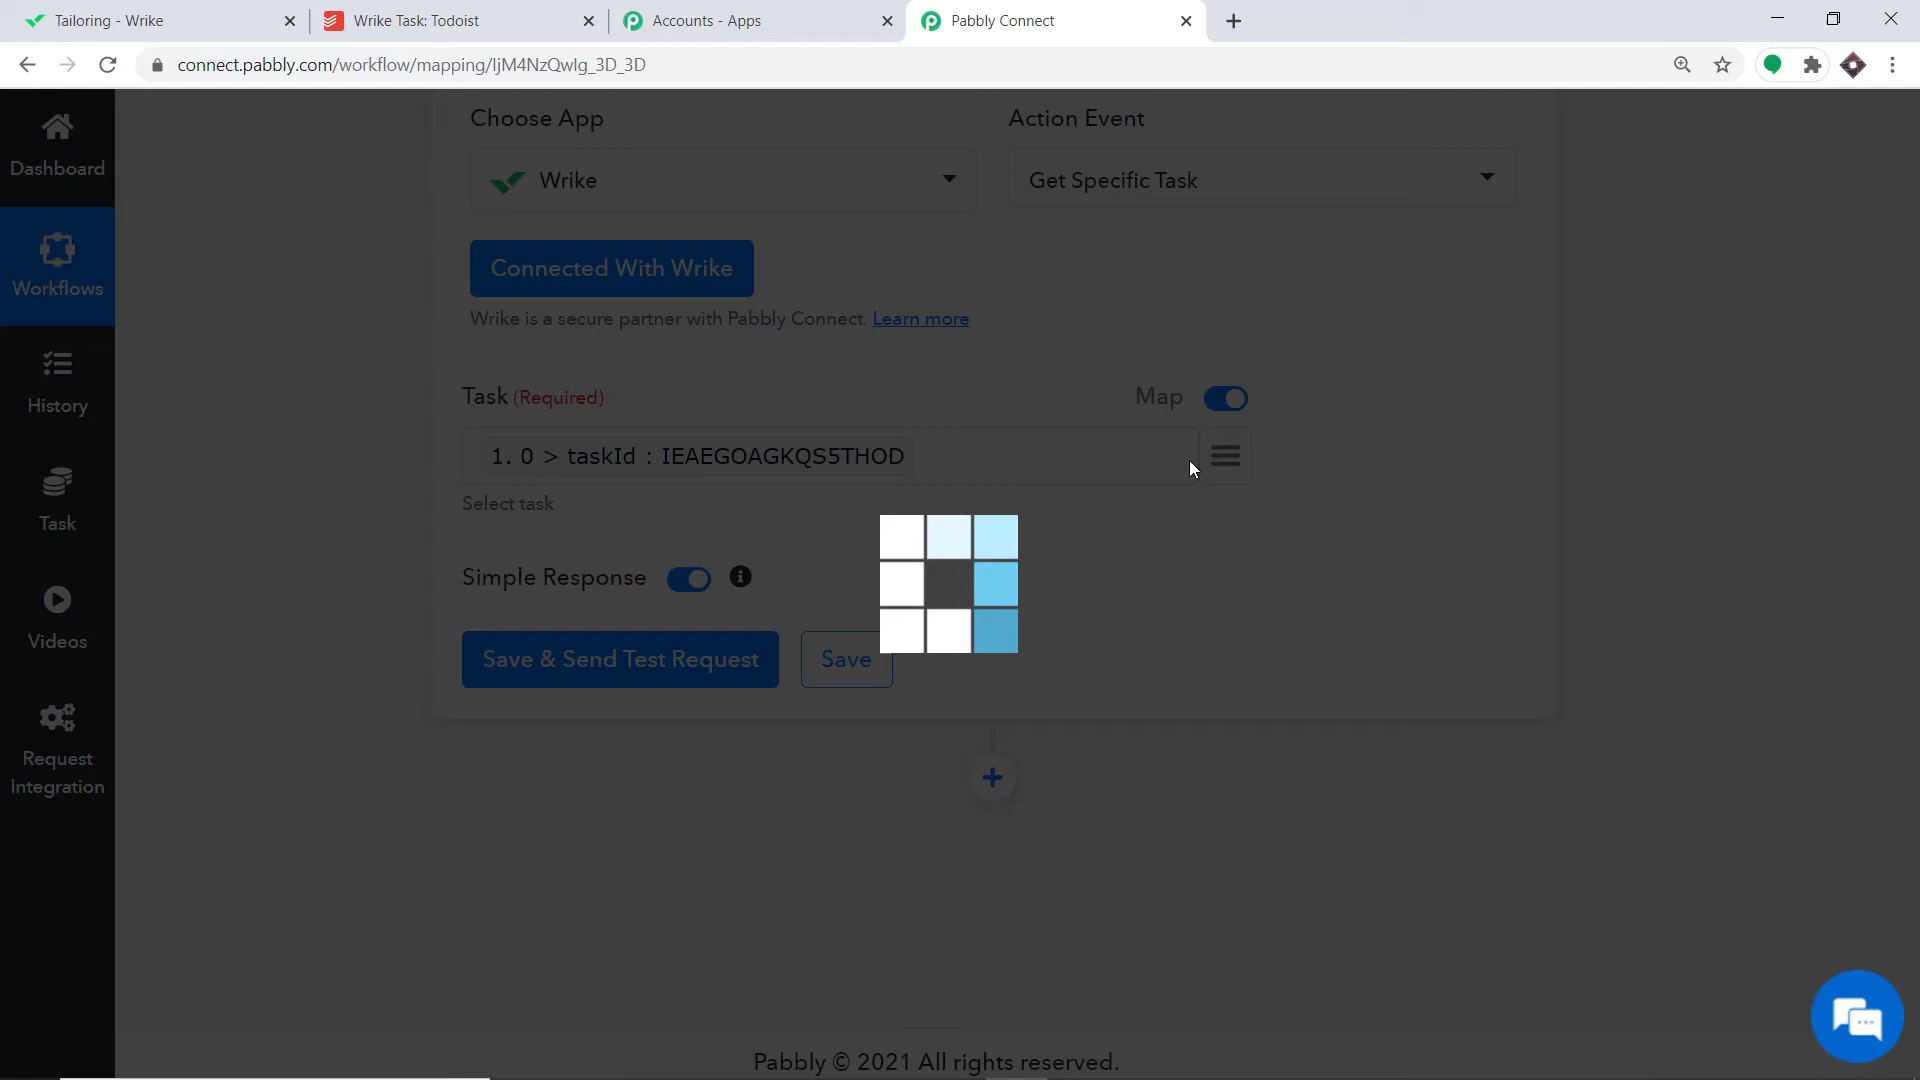 Tailoring - Wrike
Wrike Task: Todoist
Accounts - Apps
Pabbly Connect
connect.pabbly.com/workflow/mapping/IjM4NzQwIg_3D_3D
Dashboard
Workflows
History
Task
Videos
Request
Integration
Choose App
Action Event
Wrike
Get Specific Task
Connected With Wrike
Wrike is a secure partner with Pabbly Connect. Learn more
Task (Required)
Map
1. 0 > taskId : IEAEGOAGKQS5THOD
Select task
Simple Response
Save & Send Test Request
Save
Pabbly © 2021 All rights reserved.